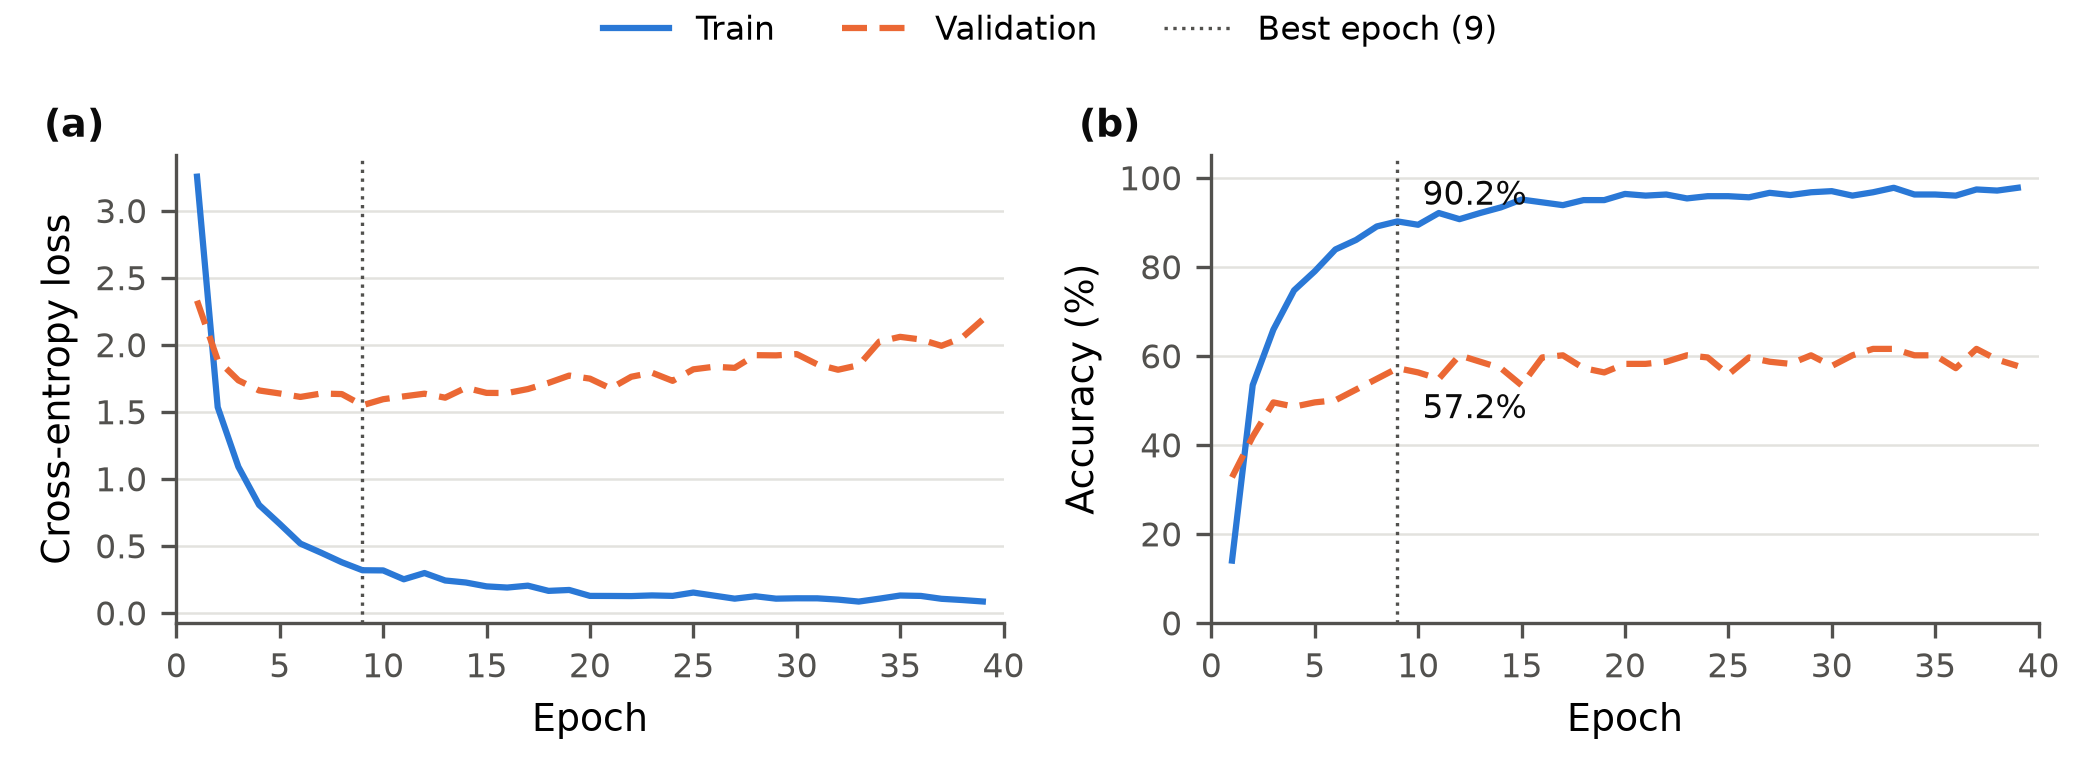 Train Validation Best epoch (9)
(a)
Cross-entropy loss
3.0
2.5
2.0
1.5
1.0
0.5
0.0
0 5 10 15 20 25 30 35 40
Epoch
(b)
Accuracy (%)
100
80
60
40
20
0
90.2%
57.2%
0 5 10 15 20 25 30 35 40
Epoch